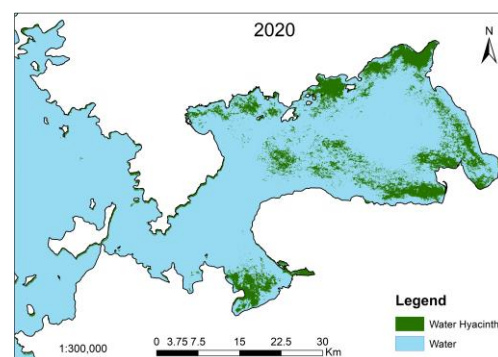 2020
N
Legend
Water Hyacinth
Water
1:300,000
0 3.75 7.5 15 22.5 30
Km